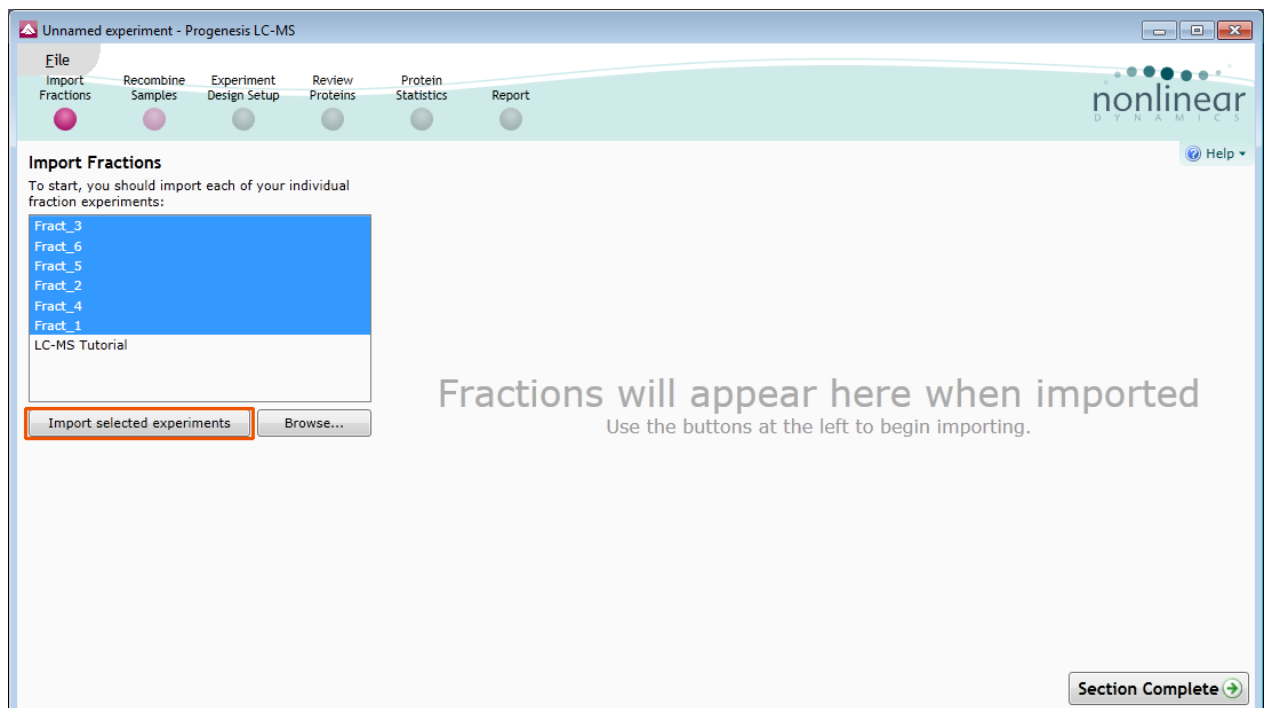 Unnamed experiment - Progenesis LC-MS
File
Import Fractions
Recombine Samples
Experiment Design Setup
Review Proteins
Protein Statistics
Report
nonlinear
DYNAMICS
Help
Import Fractions
To start, you should import each of your individual
fraction experiments:
Fract_3
Fract_6
Fract_5
Fract_2
Fract_4
Fract_1
LC-MS Tutorial
Import selected experiments
Browse...
Fractions will appear here when imported
Use the buttons at the left to begin importing.
Section Complete